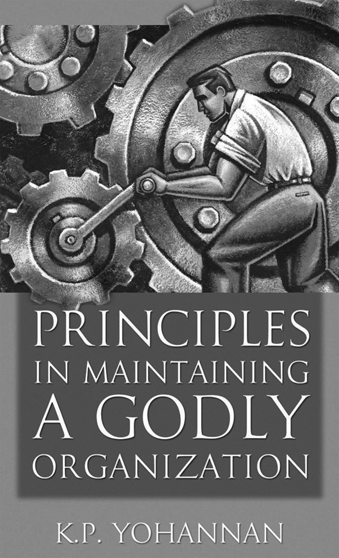 PRINCIPLES
IN MAINTAINING
A GODLY
ORGANIZATION
K.P. YOHANNAN